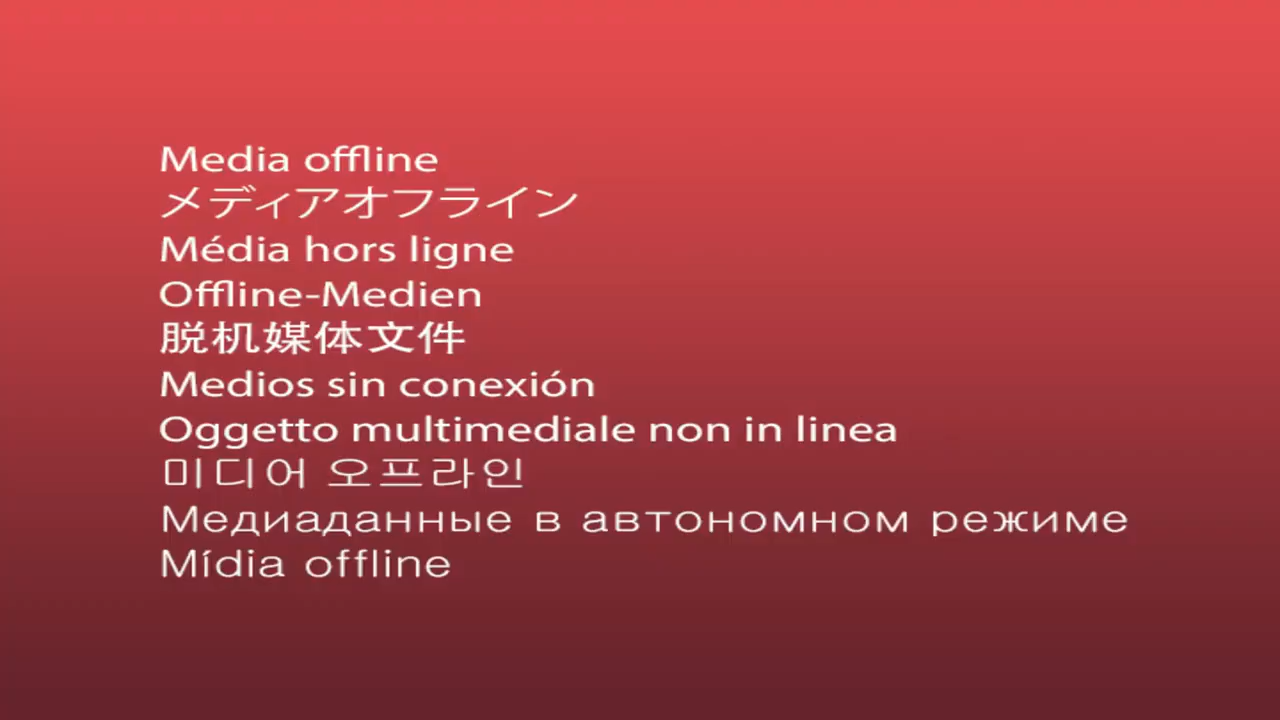 Media offline
メディアオフライン
Média hors ligne
Offline-Medien
脱机媒体文件
Medios sin conexión
Oggetto multimediale non in linea
미디어 오프라인
Медиаданные в автономном режиме
Mídia offline